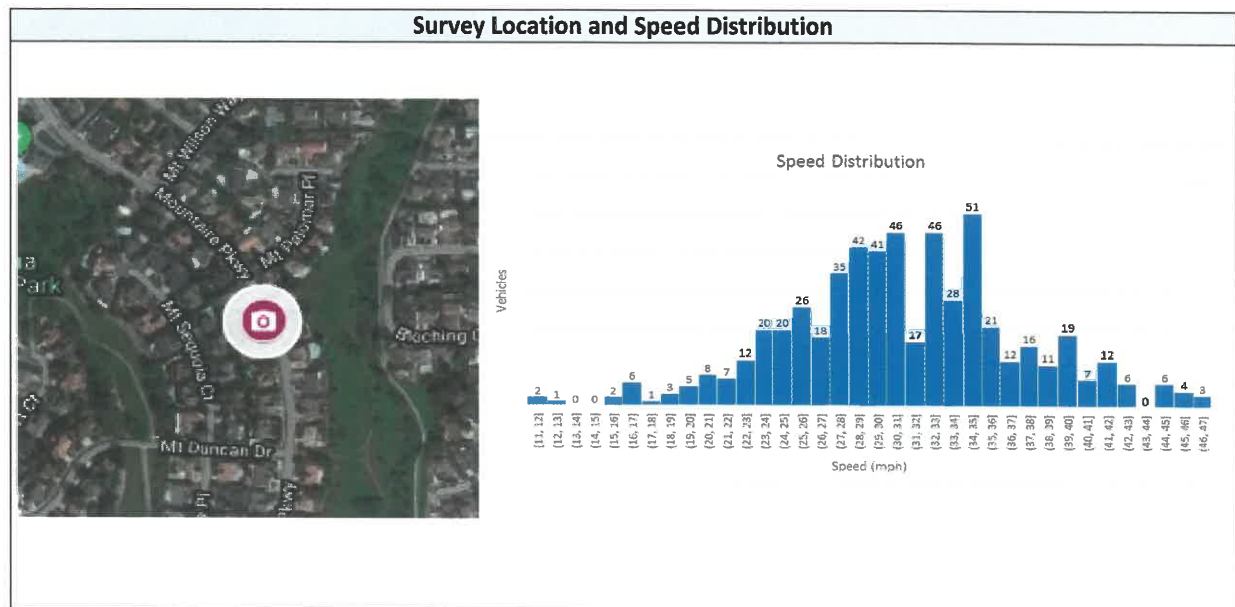 Survey Location and Speed Distribution
Mt Wilson Way
Mountaire Pkwy
Mt Palomar Pl
Park
Mt Sequoia Ct
Mt Duncan Dr
Pl
Speed Distribution
Vehicles
2 1 0 0 2 6 1 3 5 8 7 12 20 20 26 18 35 42 41 46 17 46 28 51 21 12 16 11 19 7 12 6 0 6 4 3
(11, 12] (12, 13] (13, 14] (14, 15] (15, 16] (16, 17] (17, 18] (18, 19] (19, 20] (20, 21] (21, 22] (22, 23] (23, 24] (24, 25] (25, 26] (26, 27] (27, 28] (28, 29] (29, 30] (30, 31] (31, 32] (32, 33] (33, 34] (34, 35] (35, 36] (36, 37] (37, 38] (38, 39] (39, 40] (40, 41] (41, 42] (42, 43] (43, 44] (44, 45] (45, 46] (46, 47]
Speed (mph)